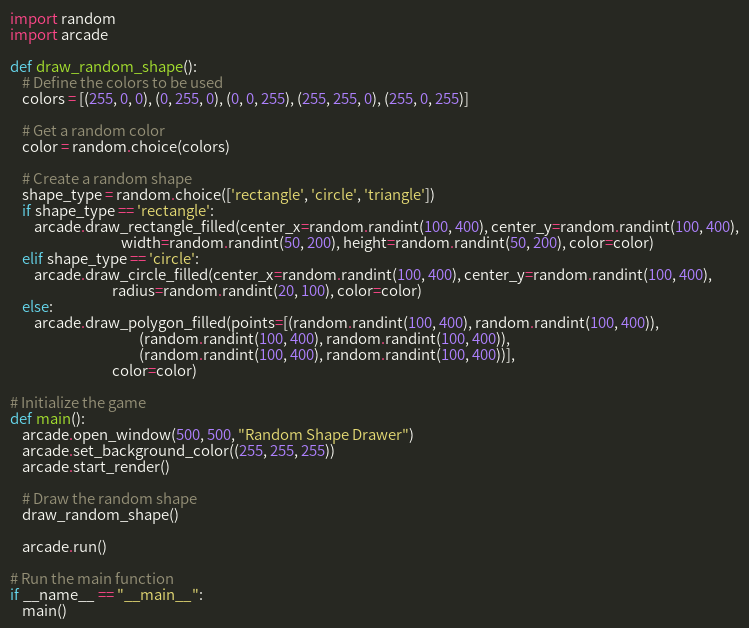 import random
import arcade

def draw_random_shape():
    # Define the colors to be used
    colors = [(255, 0, 0), (0, 255, 0), (0, 0, 255), (255, 255, 0), (255, 0, 255)]

    # Get a random color
    color = random.choice(colors)

    # Create a random shape
    shape_type = random.choice(['rectangle', 'circle', 'triangle'])
    if shape_type == 'rectangle':
        arcade.draw_rectangle_filled(center_x=random.randint(100, 400), center_y=random.randint(100, 400),
                                     width=random.randint(50, 200), height=random.randint(50, 200), color=color)
    elif shape_type == 'circle':
        arcade.draw_circle_filled(center_x=random.randint(100, 400), center_y=random.randint(100, 400),
                                  radius=random.randint(20, 100), color=color)
    else:
        arcade.draw_polygon_filled(points=[(random.randint(100, 400), random.randint(100, 400)),
                                           (random.randint(100, 400), random.randint(100, 400)),
                                           (random.randint(100, 400), random.randint(100, 400))],
                                  color=color)

# Initialize the game
def main():
    arcade.open_window(500, 500, "Random Shape Drawer")
    arcade.set_background_color((255, 255, 255))
    arcade.start_render()

    # Draw the random shape
    draw_random_shape()

    arcade.run()

# Run the main function
if __name__ == "__main__":
    main()